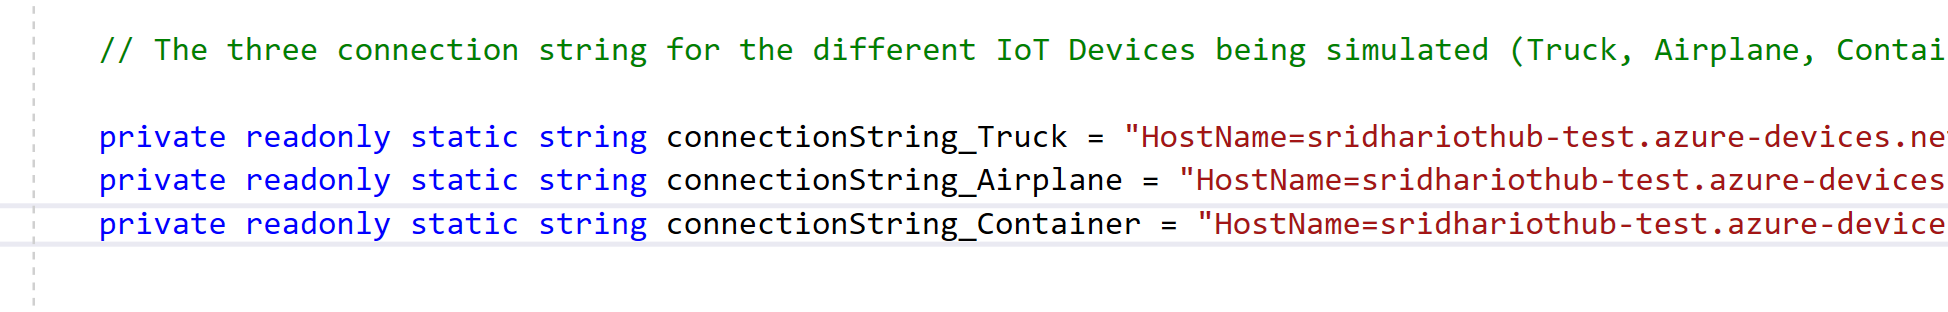 // The three connection string for the different IoT Devices being simulated (Truck, Airplane, Contai
private readonly static string connectionString_Truck = "HostName=sridhariothub-test.azure-devices.ne
private readonly static string connectionString_Airplane = "HostName=sridhariothub-test.azure-devices
private readonly static string connectionString_Container = "HostName=sridhariothub-test.azure-device